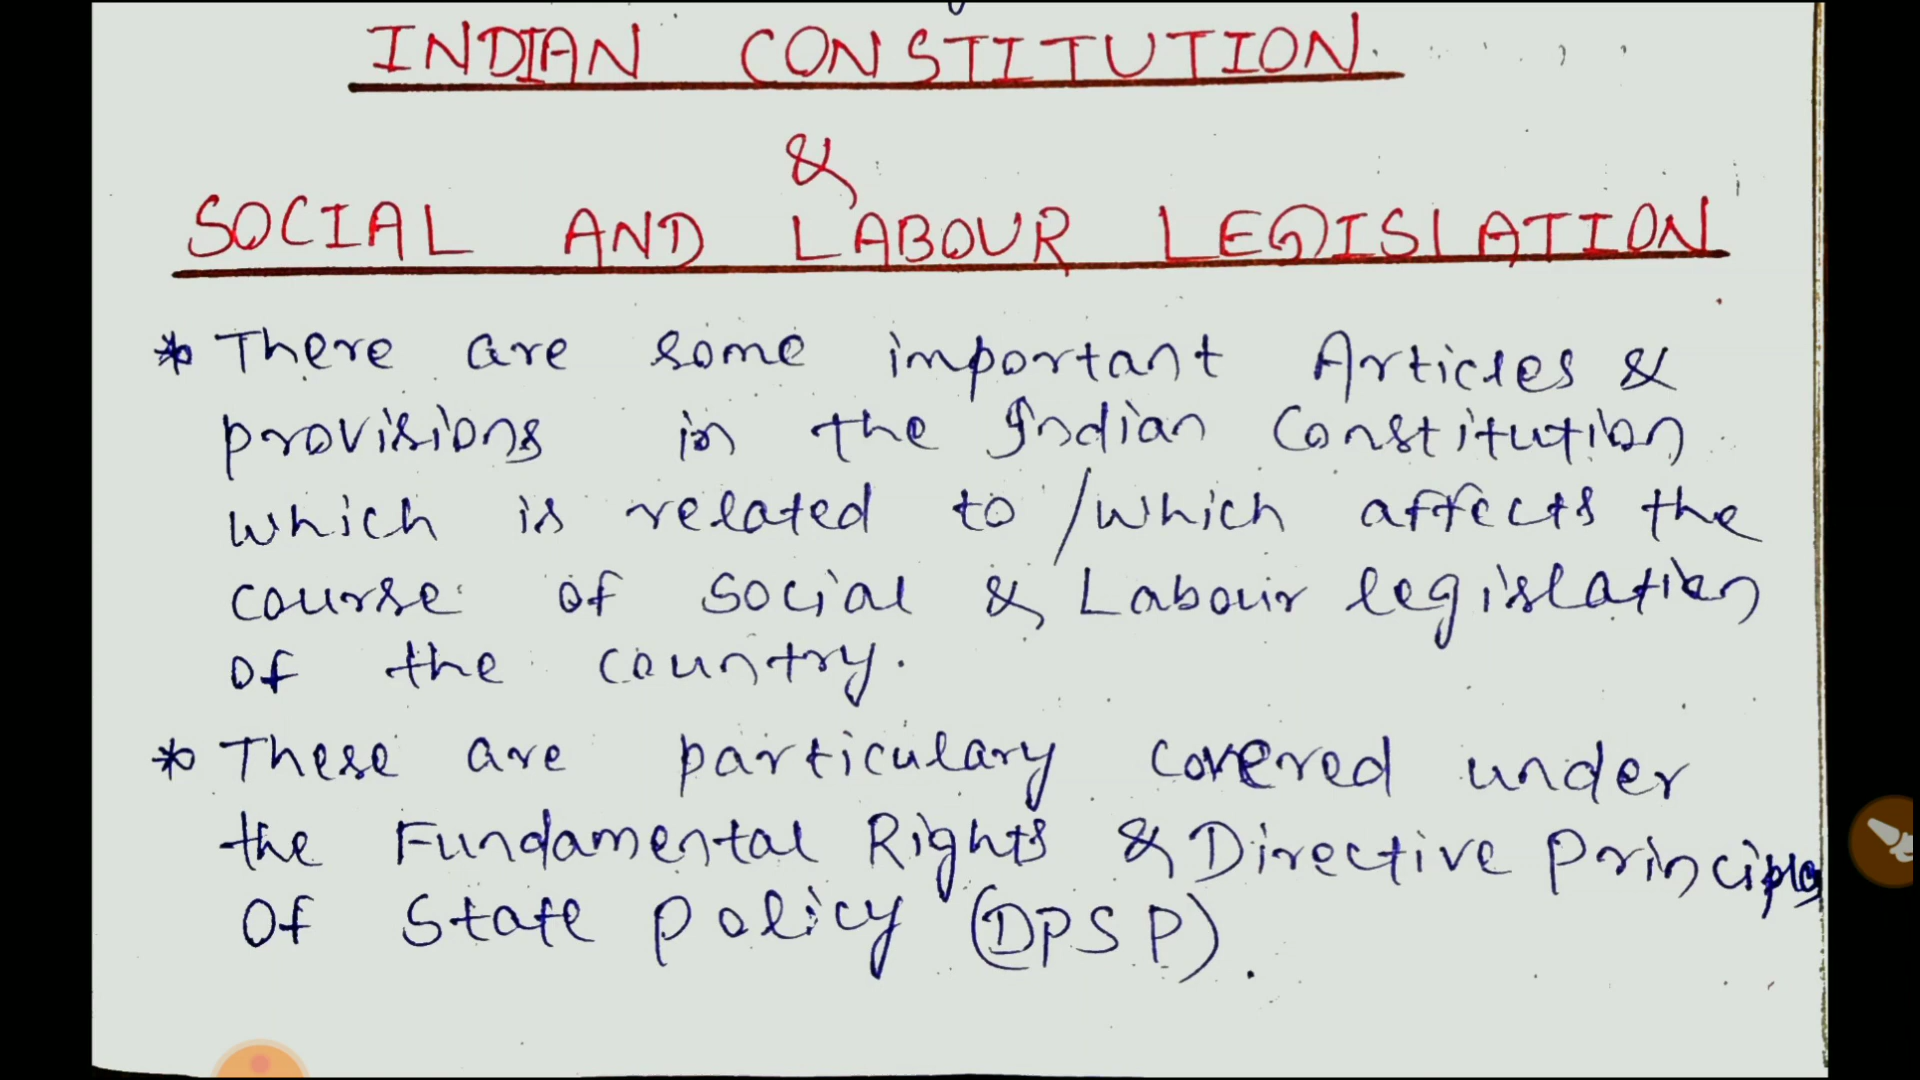 INDIAN CONSTITUTION.
&
SOCIAL AND LABOUR LEGISLATION
* There are some important Articles &
provisions in the Indian Constitution
which is related to / which affects the
course of social & Labour legislation
of the country.
* These are particulary covered under
the Fundamental Rights & Directive Principle
Of State Policy (DPSP).